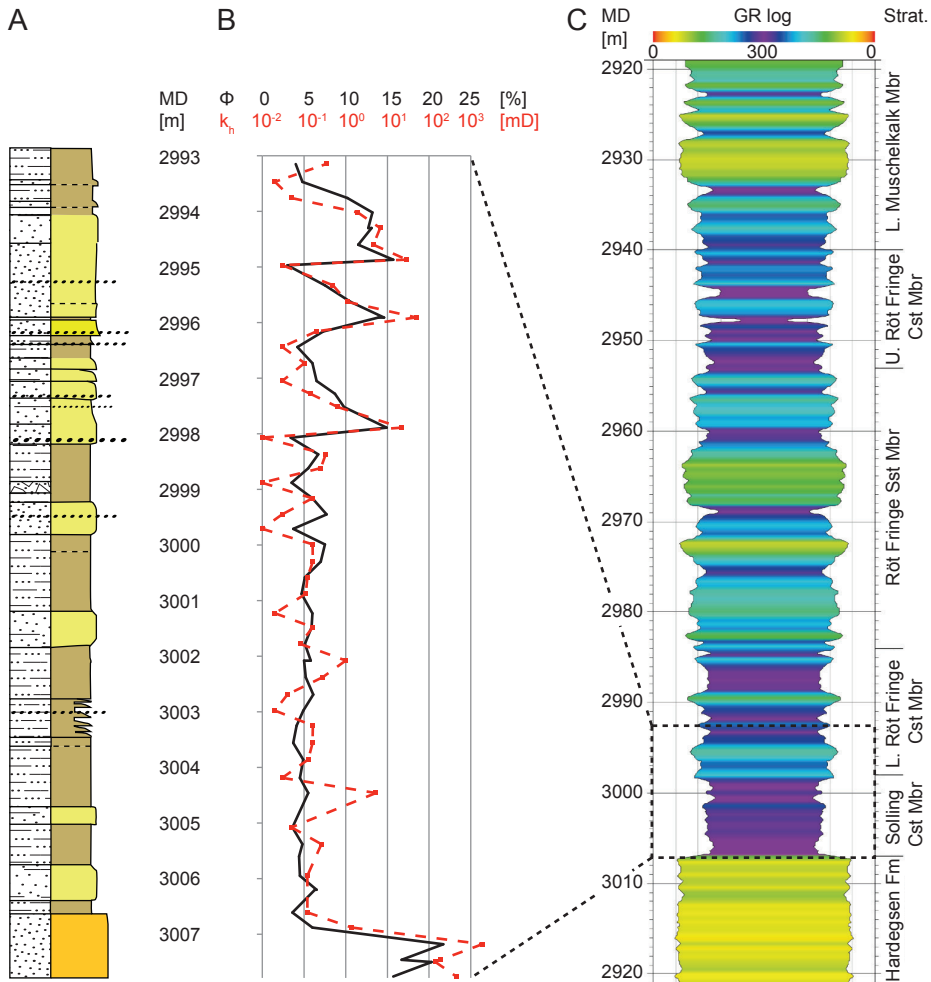 A
B
C
MD Φ 0 5 10 15 20 25 [%]
[m] kh 10-2 10-1 100 101 102 103 [mD]
2993
2994
2995
2996
2997
2998
2999
3000
3001
3002
3003
3004
3005
3006
3007
MD GR log Strat.
[m] 0 300 0
2920
2930
2940
2950
2960
2970
2980
2990
3000
3010
2920
L. Muschelkalk Mbr
U. Röt Fringe
Cst Mbr
Röt Fringe Sst Mbr
L. Röt Fringe
Cst Mbr
Solling
Cst Mbr
Hardegsen Fm